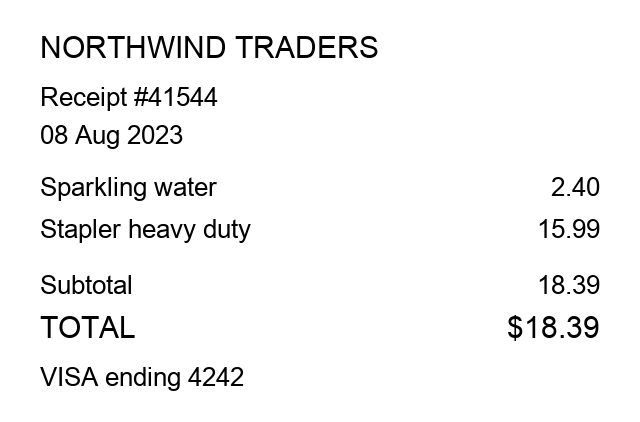 NORTHWIND TRADERS
Receipt #41544
08 Aug 2023
Sparkling water 2.40
Stapler heavy duty 15.99
Subtotal 18.39
TOTAL $18.39
VISA ending 4242